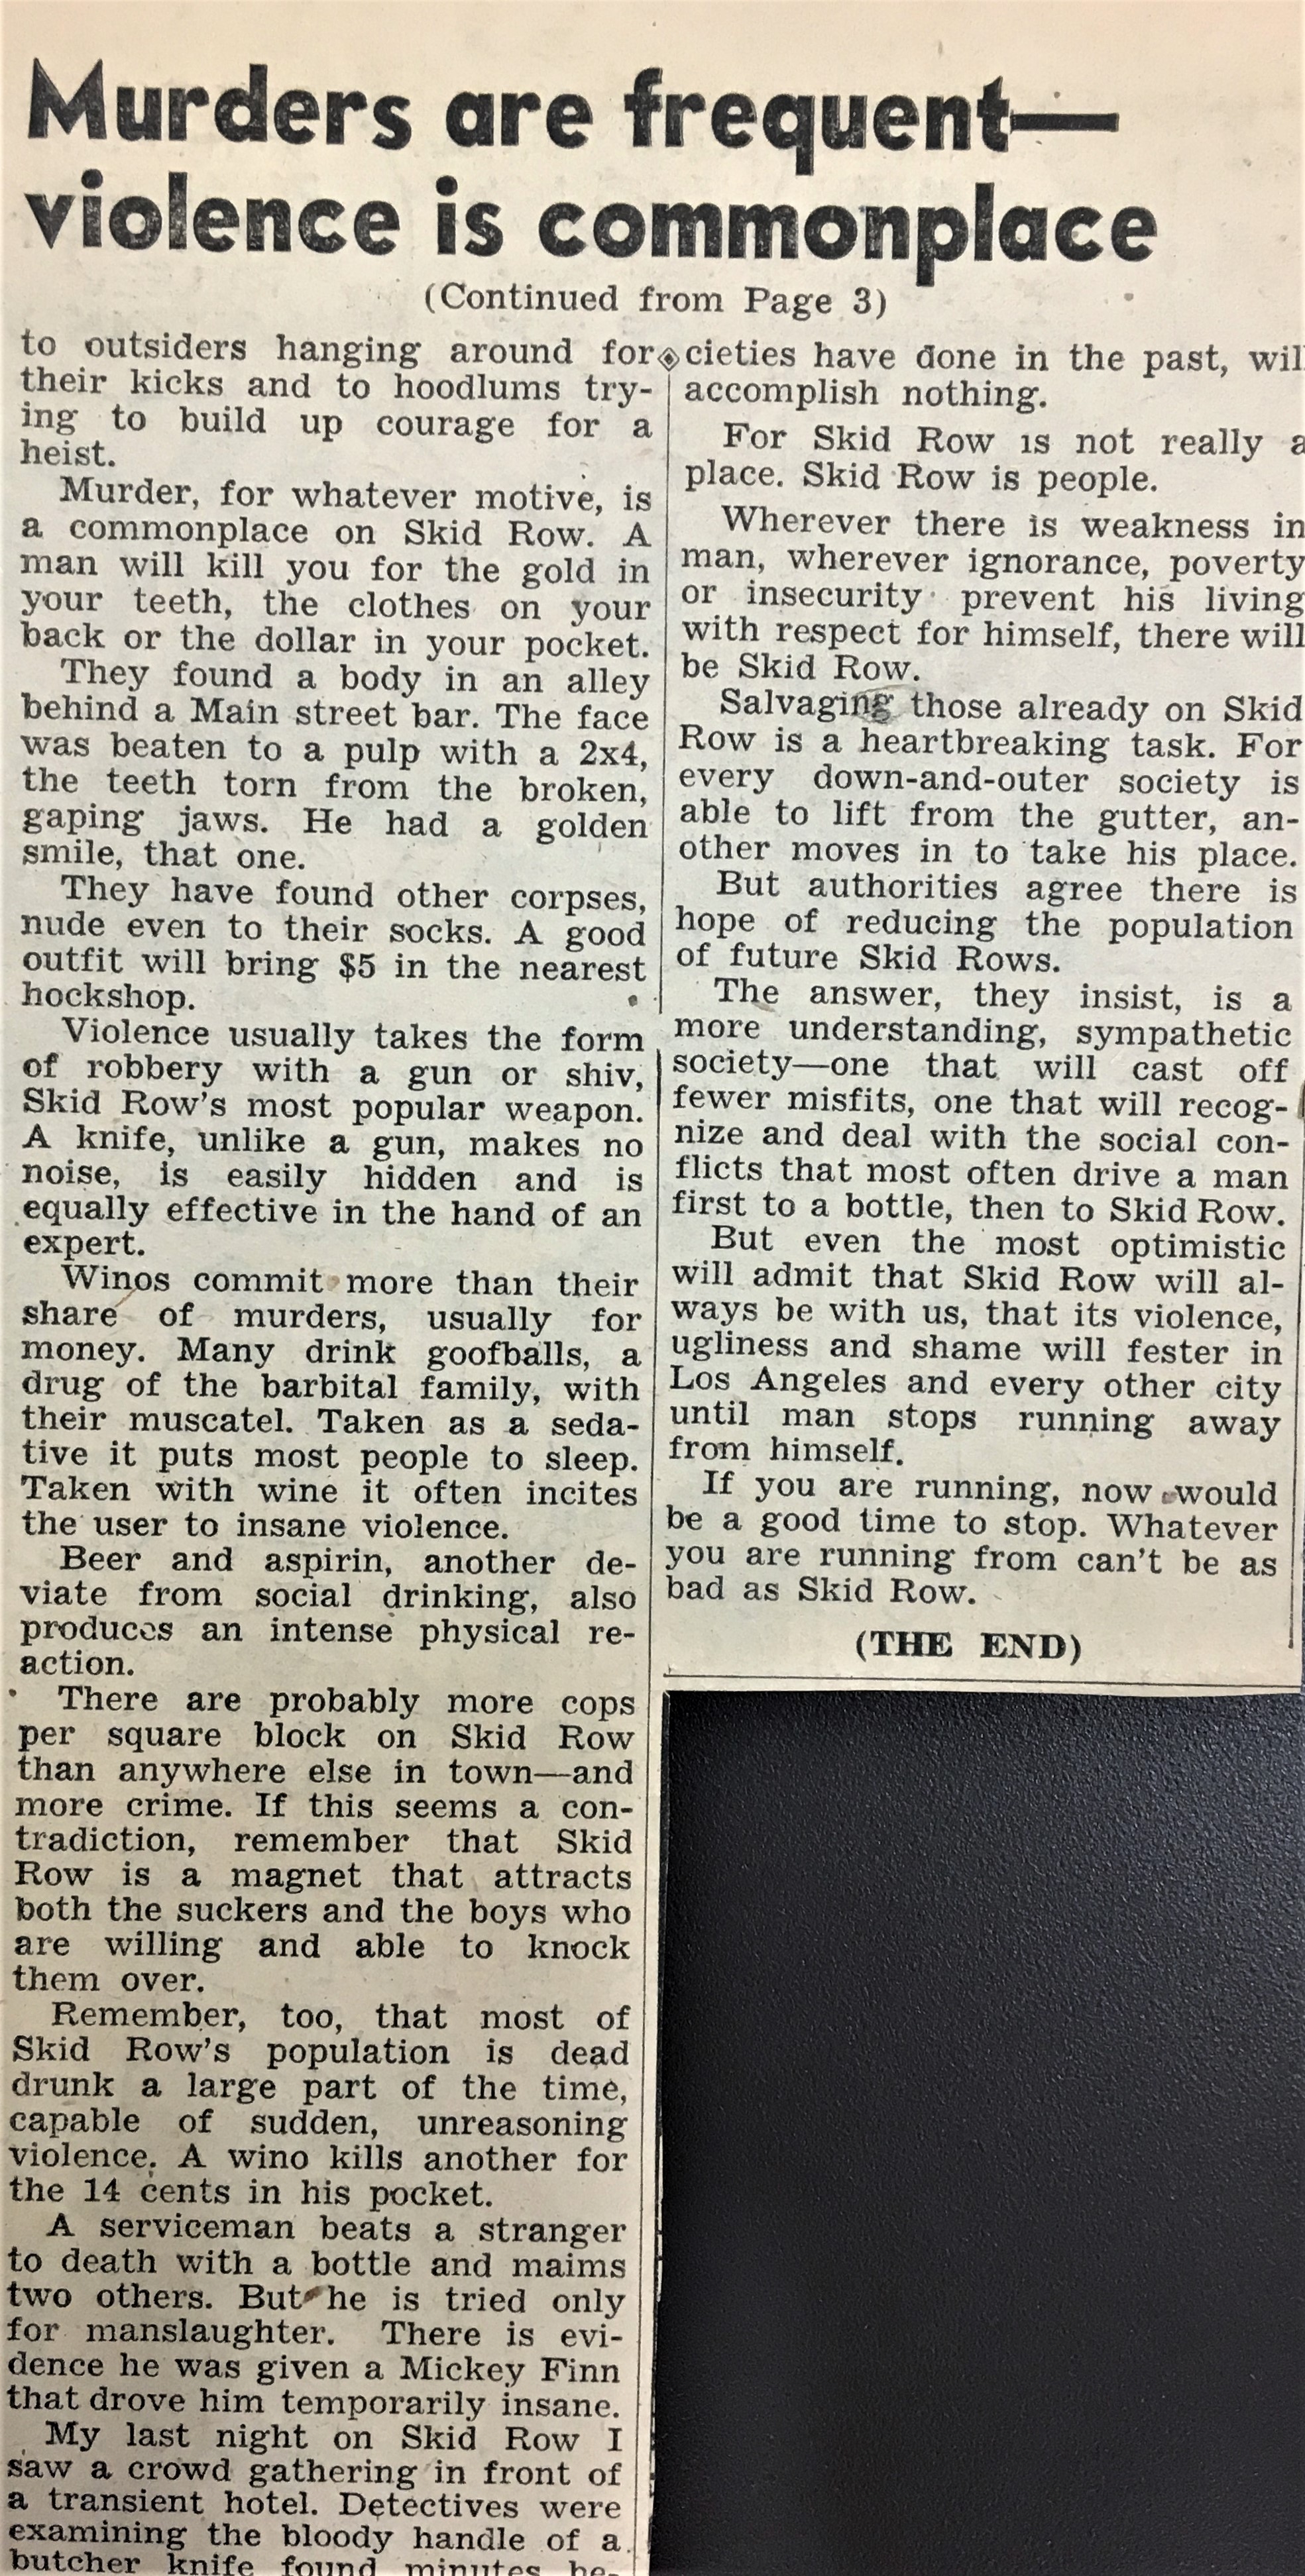 Murders are frequent—
violence is commonplace
(Continued from Page 3)
to outsiders hanging around for
their kicks and to hoodlums try-
ing to build up courage for a
heist.
Murder, for whatever motive, is
a commonplace on Skid Row. A
man will kill you for the gold in
your teeth, the clothes on your
back or the dollar in your pocket.
They found a body in an alley
behind a Main street bar. The face
was beaten to a pulp with a 2x4,
the teeth torn from the broken,
gaping jaws. He had a golden
smile, that one.
They have found other corpses,
nude even to their socks. A good
outfit will bring $5 in the nearest
hockshop.
Violence usually takes the form
of robbery with a gun or shiv,
Skid Row's most popular weapon.
A knife, unlike a gun, makes no
noise, is easily hidden and is
equally effective in the hand of an
expert.
Winos commit more than their
share of murders, usually for
money. Many drink goofballs, a
drug of the barbital family, with
their muscatel. Taken as a seda-
tive it puts most people to sleep.
Taken with wine it often incites
the user to insane violence.
Beer and aspirin, another de-
viate from social drinking, also
produces an intense physical re-
action.
There are probably more cops
per square block on Skid Row
than anywhere else in town—and
more crime. If this seems a con-
tradiction, remember that Skid
Row is a magnet that attracts
both the suckers and the boys who
are willing and able to knock
them over.
Remember, too, that most of
Skid Row's population is dead
drunk a large part of the time,
capable of sudden, unreasoning
violence. A wino kills another for
the 14 cents in his pocket.
A serviceman beats a stranger
to death with a bottle and maims
two others. But he is tried only
for manslaughter. There is evi-
dence he was given a Mickey Finn
that drove him temporarily insane.
My last night on Skid Row I
saw a crowd gathering in front of
a transient hotel. Detectives were
examining the bloody handle of a
butcher knife found minutes be-
cieties have done in the past, wil
accomplish nothing.
For Skid Row is not really a
place. Skid Row is people.
Wherever there is weakness in
man, wherever ignorance, poverty
or insecurity prevent his living
with respect for himself, there will
be Skid Row.
Salvaging those already on Skid
Row is a heartbreaking task. For
every down-and-outer society is
able to lift from the gutter, an-
other moves in to take his place.
But authorities agree there is
hope of reducing the population
of future Skid Rows.
The answer, they insist, is a
more understanding, sympathetic
society—one that will cast off
fewer misfits, one that will recog-
nize and deal with the social con-
flicts that most often drive a man
first to a bottle, then to Skid Row.
But even the most optimistic
will admit that Skid Row will al-
ways be with us, that its violence,
ugliness and shame will fester in
Los Angeles and every other city
until man stops running away
from himself.
If you are running, now would
be a good time to stop. Whatever
you are running from can't be as
bad as Skid Row.
(THE END)